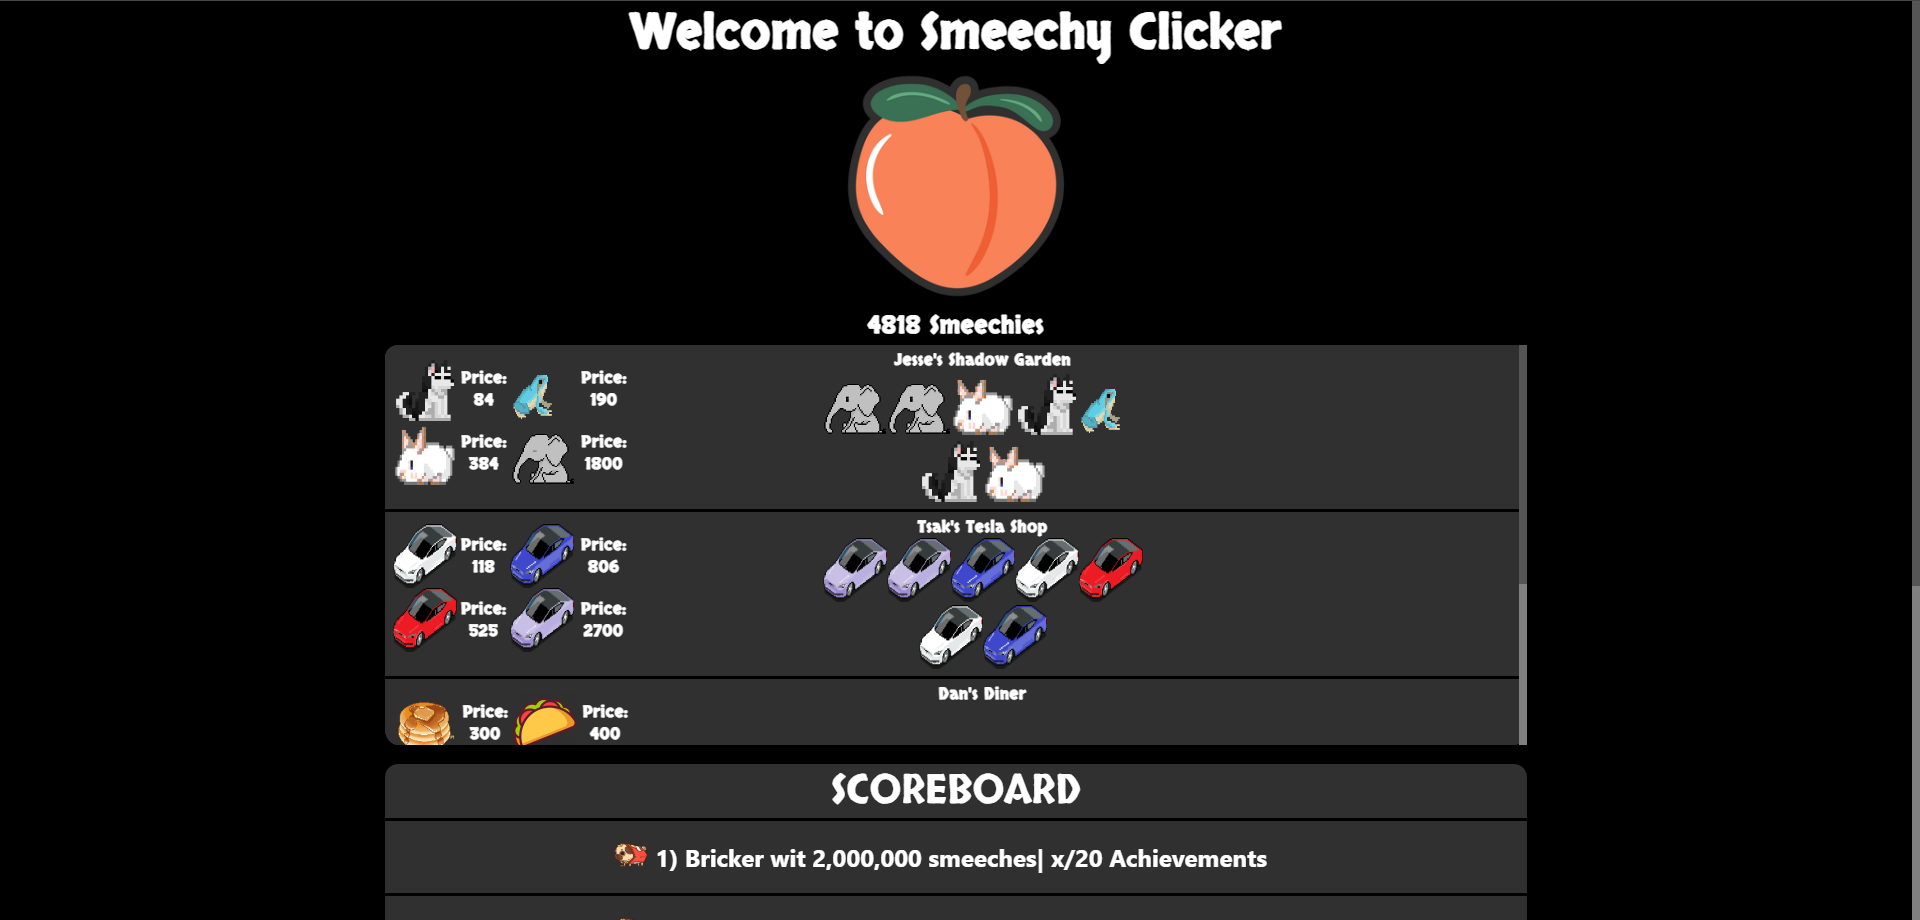 Welcome to Smeechy Clicker
4818 Smeechies
Jesse's Shadow Garden
Price: Price:
84 190
Price: Price:
384 1800
Tsak's Tesla Shop
Price: Price:
118 806
Price: Price:
525 2700
Dan's Diner
Price: Price:
300 400
SCOREBOARD
1) Bricker wit 2,000,000 smeeches| x/20 Achievements